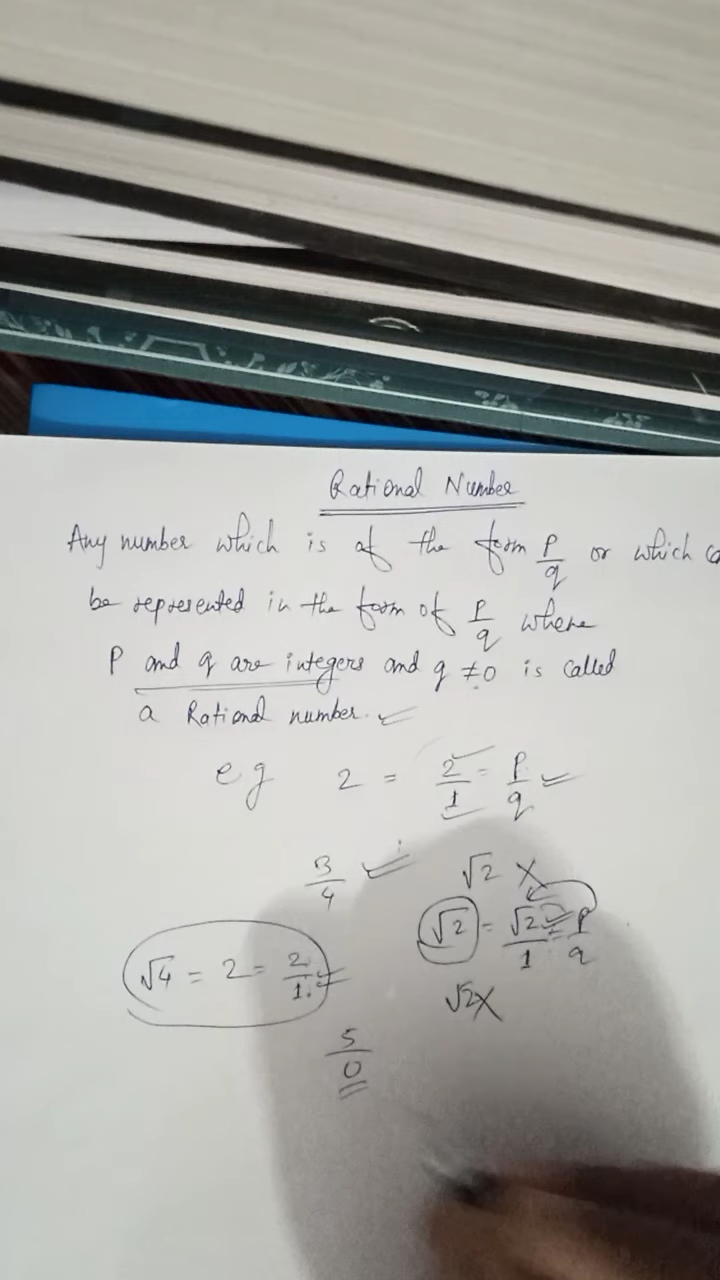 Rational Number
Any number which is of the form p/q or which
be represented in the form of p/q where
p and q are integers and q ≠ 0 is called
a Rational number. ✓
eg 2 = 2/1 = p/q ✓
3/4 ✓ √2 ×
√2 = √2/1 = p/q
√4 = 2 = 2/1 ✓
√2 ×
5/0